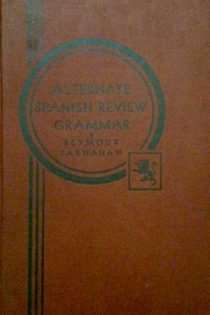 ALTERNATE
SPANISH REVIEW
GRAMMAR
SEYMOUR
CARNAHAN